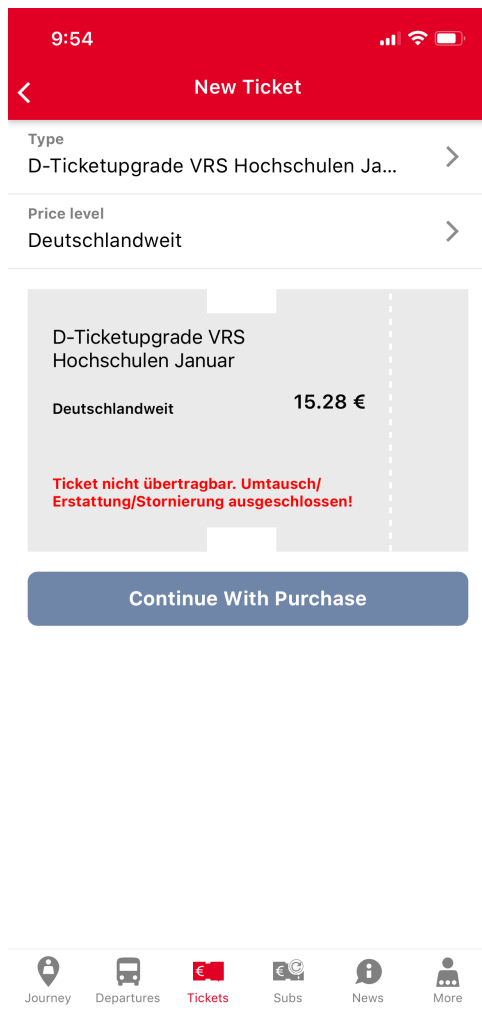 9:54
New Ticket
Type
D-Ticketupgrade VRS Hochschulen Ja...
Price level
Deutschlandweit
D-Ticketupgrade VRS
Hochschulen Januar
Deutschlandweit
15.28 €
Ticket nicht übertragbar. Umtausch/
Erstattung/Stornierung ausgeschlossen!
Continue With Purchase
Journey
Departures
Tickets
Subs
News
More